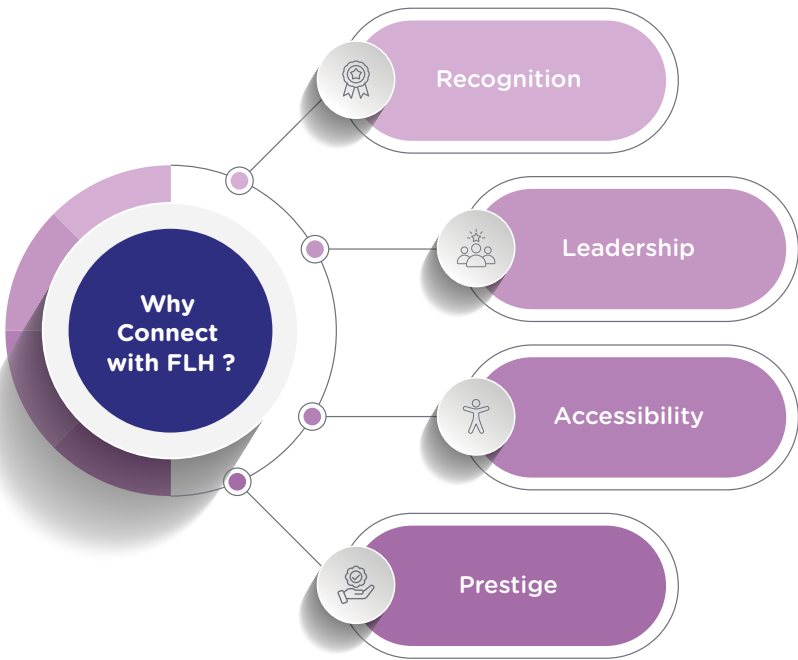 Recognition
Leadership
Why
Connect
with FLH ?
Accessibility
Prestige